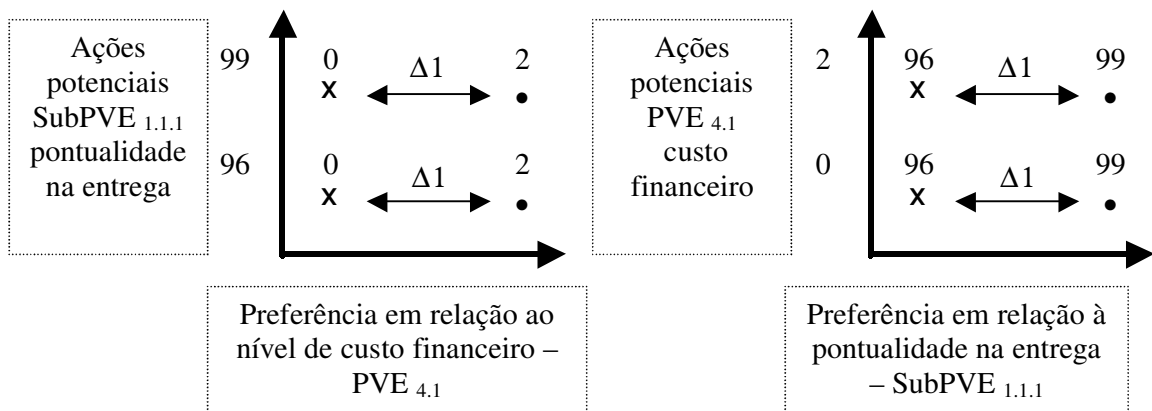 Ações
potenciais
SubPVE 1.1.1
pontualidade
na entrega
99
0
x
Δ1
2
•
96
0
x
Δ1
2
•
Preferência em relação ao
nível de custo financeiro –
PVE 4.1
Ações
potenciais
PVE 4.1
custo
financeiro
2
96
x
Δ1
99
•
0
96
x
Δ1
99
•
Preferência em relação à
pontualidade na entrega
– SubPVE 1.1.1